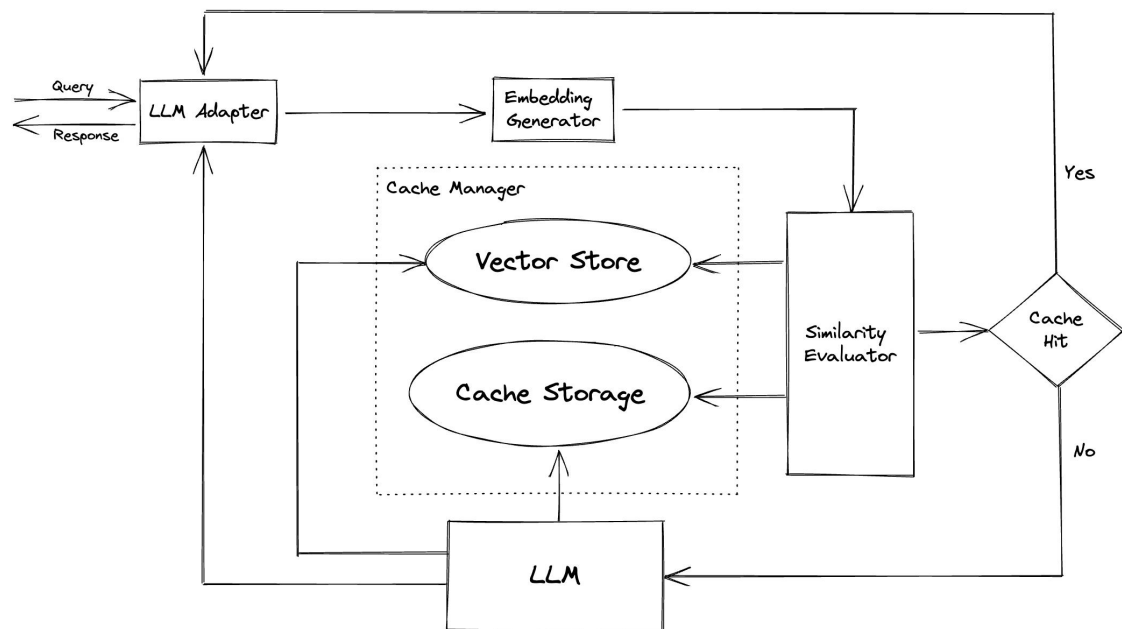 Query
LLM Adapter
Response
Embedding
Generator
Cache Manager
Yes
Vector Store
Similarity
Evaluator
Cache
Hit
Cache Storage
No
LLM